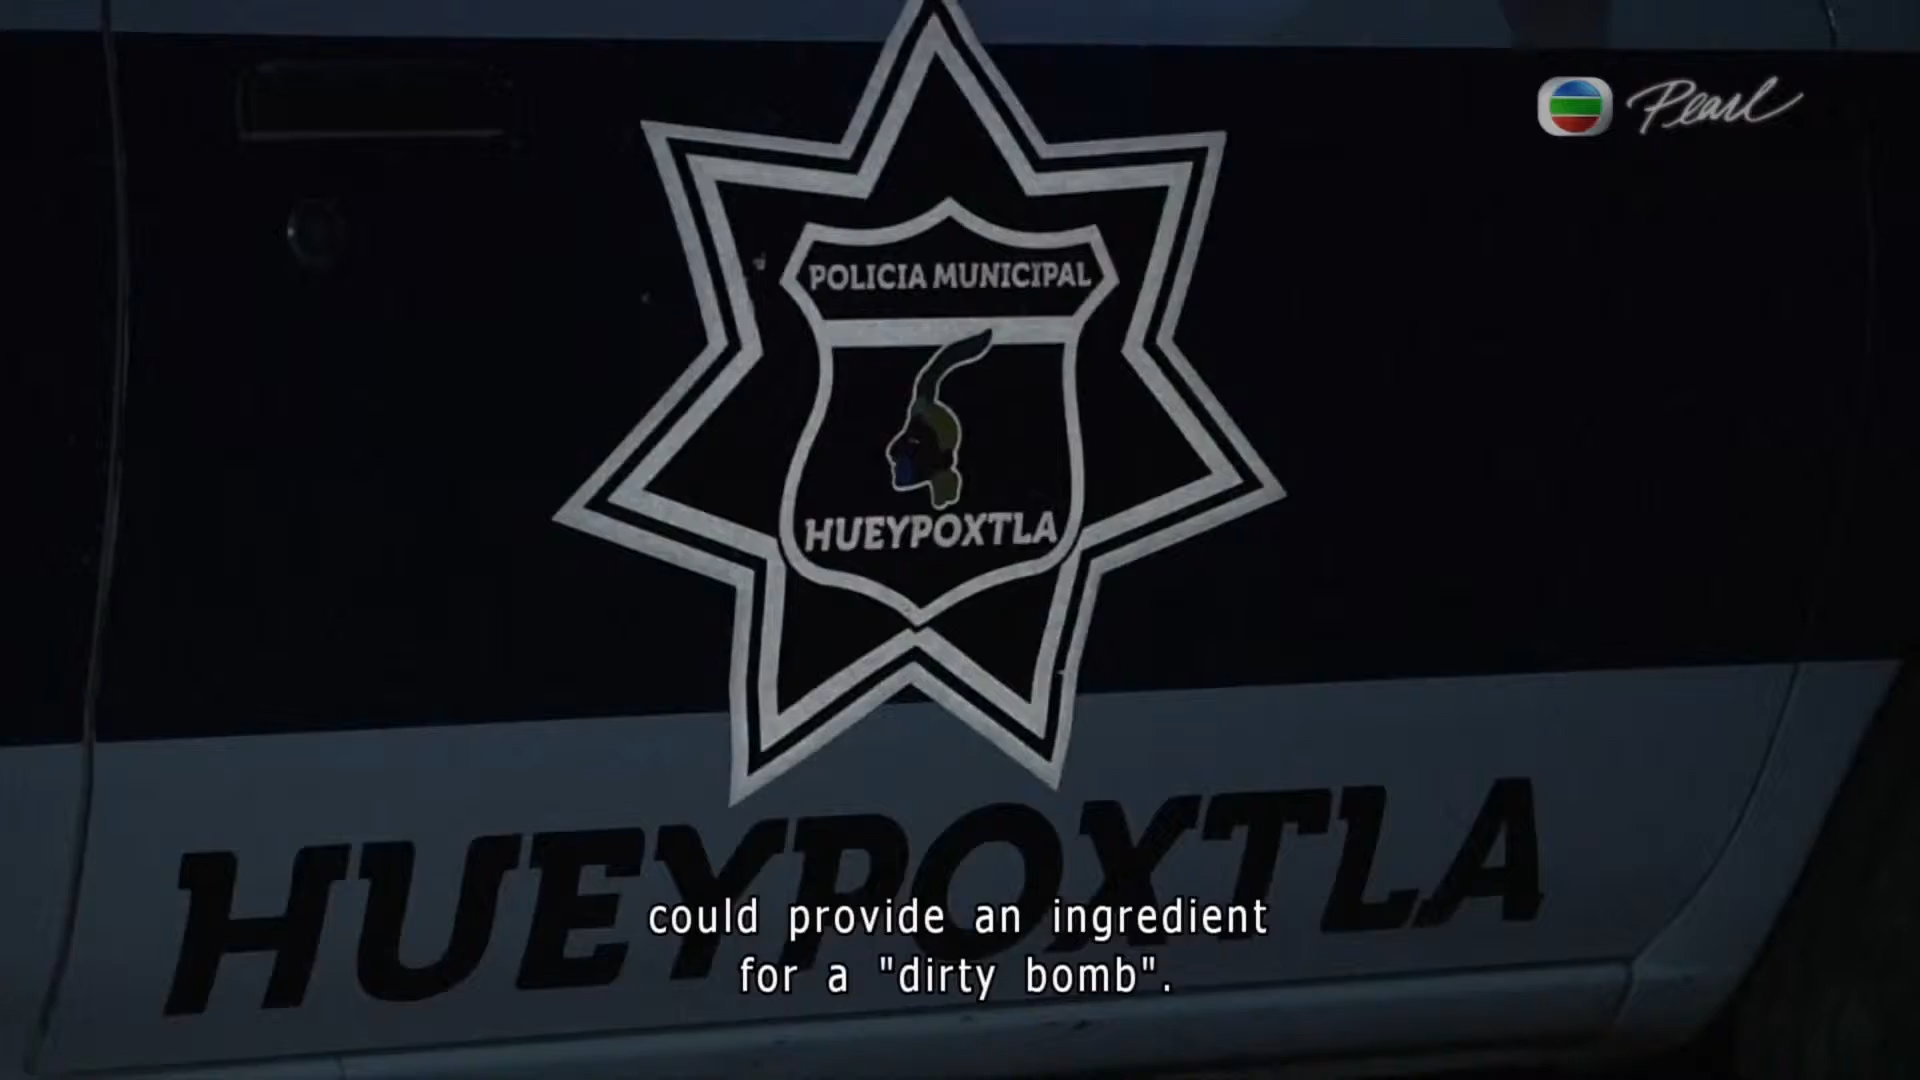 Pearl
POLICIA MUNICIPAL
HUEYPOXTLA
HUEYPOXTLA
could provide an ingredient
for a "dirty bomb".